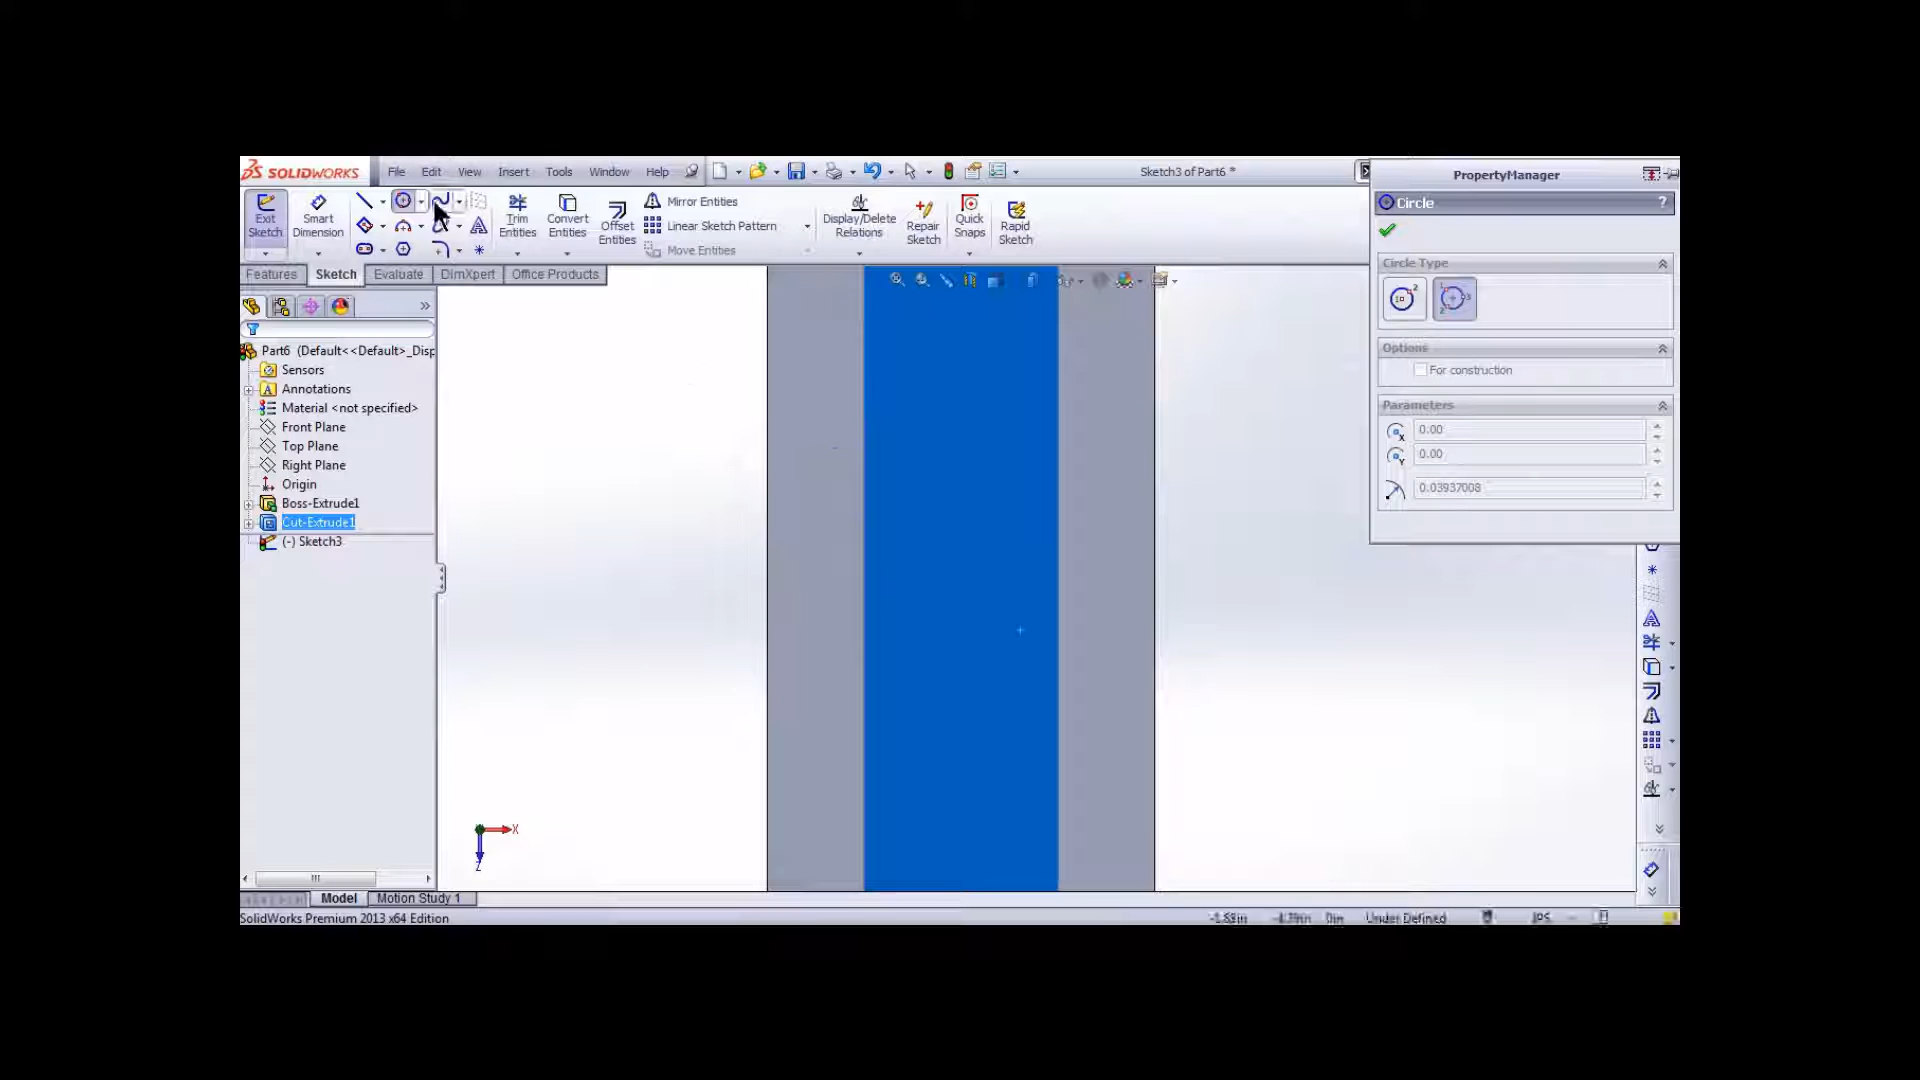 SOLIDWORKS File Edit View Insert Tools Window Help Sketch3 of Part6 *
PropertyManager
Circle ?
Exit Sketch
Smart Dimension
Trim Entities
Convert Entities
Offset Entities
Mirror Entities
Linear Sketch Pattern
Move Entities
Display/Delete Relations
Repair Sketch
Quick Snaps
Rapid Sketch
Features Sketch Evaluate DimXpert Office Products
Circle Type
Options
For construction
Parameters
0.00
0.00
0.03937008
Part6 (Default<<Default>_Disp
Sensors
Annotations
Material <not specified>
Front Plane
Top Plane
Right Plane
Origin
Boss-Extrude1
Cut-Extrude1
(-) Sketch3
X
Z
Model Motion Study 1
SolidWorks Premium 2013 x64 Edition
Under Defined